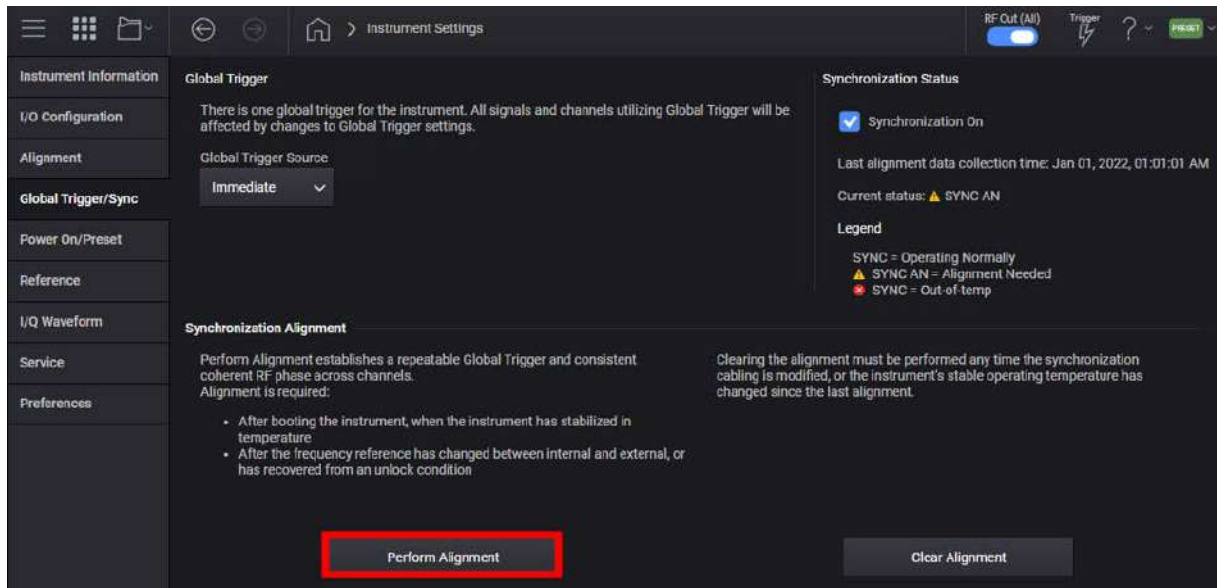 Instrument Settings
RF Out (All)
Trigger
PRESET
Instrument Information
I/O Configuration
Alignment
Global Trigger/Sync
Power On/Preset
Reference
I/Q Waveform
Service
Preferences
Global Trigger
There is one global trigger for the instrument. All signals and channels utilizing Global Trigger will be
affected by changes to Global Trigger settings.
Global Trigger Source
Immediate
Synchronization Status
Synchronization On
Last alignment data collection time: Jan 01, 2022, 01:01:01 AM
Current status: SYNC AN
Legend
SYNC = Operating Normally
SYNC AN = Alignment Needed
SYNC = Out-of-temp
Synchronization Alignment
Perform Alignment establishes a repeatable Global Trigger and consistent
coherent RF phase across channels.
Alignment is required:
• After booting the instrument, when the instrument has stabilized in
temperature
• After the frequency reference has changed between internal and external, or
has recovered from an unlock condition
Clearing the alignment must be performed any time the synchronization
cabling is modified, or the instrument's stable operating temperature has
changed since the last alignment.
Perform Alignment
Clear Alignment